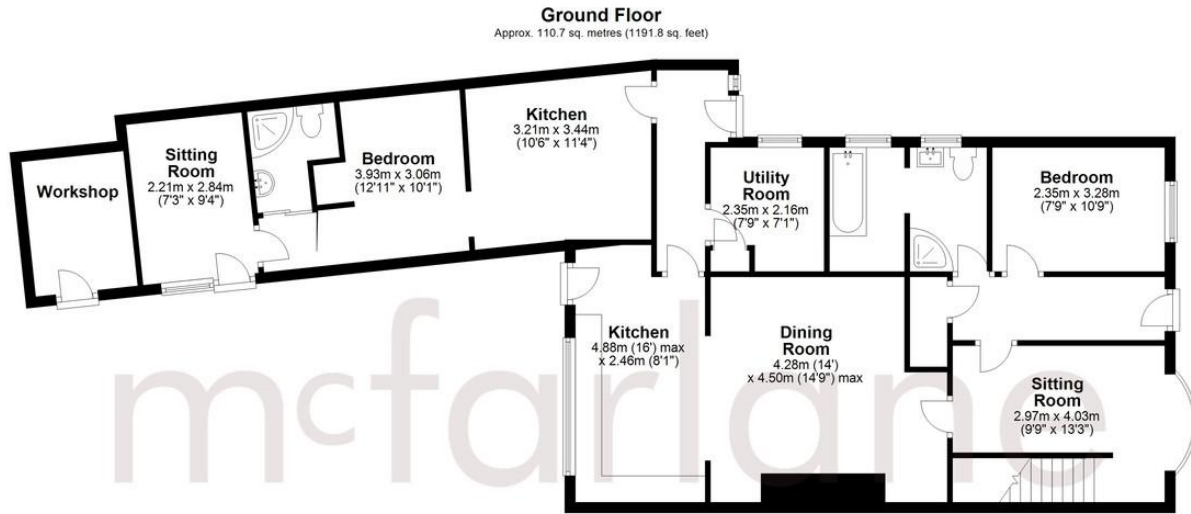 Ground Floor
Approx. 110.7 sq. metres (1191.8 sq. feet)
Workshop
Sitting
Room
2.21m x 2.84m
(7'3" x 9'4")
Bedroom
3.93m x 3.06m
(12'11" x 10'1")
Kitchen
3.21m x 3.44m
(10'6" x 11'4")
Utility
Room
2.35m x 2.16m
(7'9" x 7'1")
Bedroom
2.35m x 3.28m
(7'9" x 10'9")
Kitchen
4.88m (16') max
x 2.46m (8'1")
Dining
Room
4.28m (14')
x 4.50m (14'9") max
Sitting
Room
2.97m x 4.03m
(9'9" x 13'3")
mcfarlane